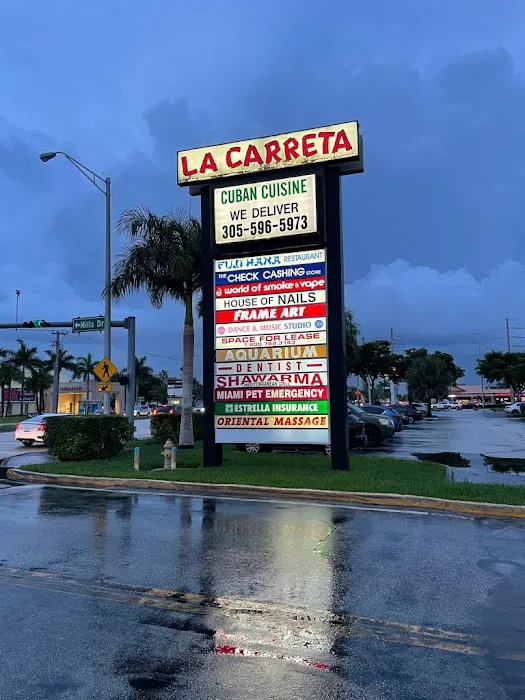 LA CARRETA
CUBAN CUISINE
WE DELIVER
305-596-5973
FUJI HANA RESTAURANT
THE CHECK CASHING STORE
world of smoke & vape
HOUSE OF NAILS
FRAME ART
DANCE & MUSIC STUDIO
SPACE FOR LEASE
AQUARIUM
DENTIST
SHAWARMA
MIAMI PET EMERGENCY
ESTRELLA INSURANCE
ORIENTAL MASSAGE
Mills Dr